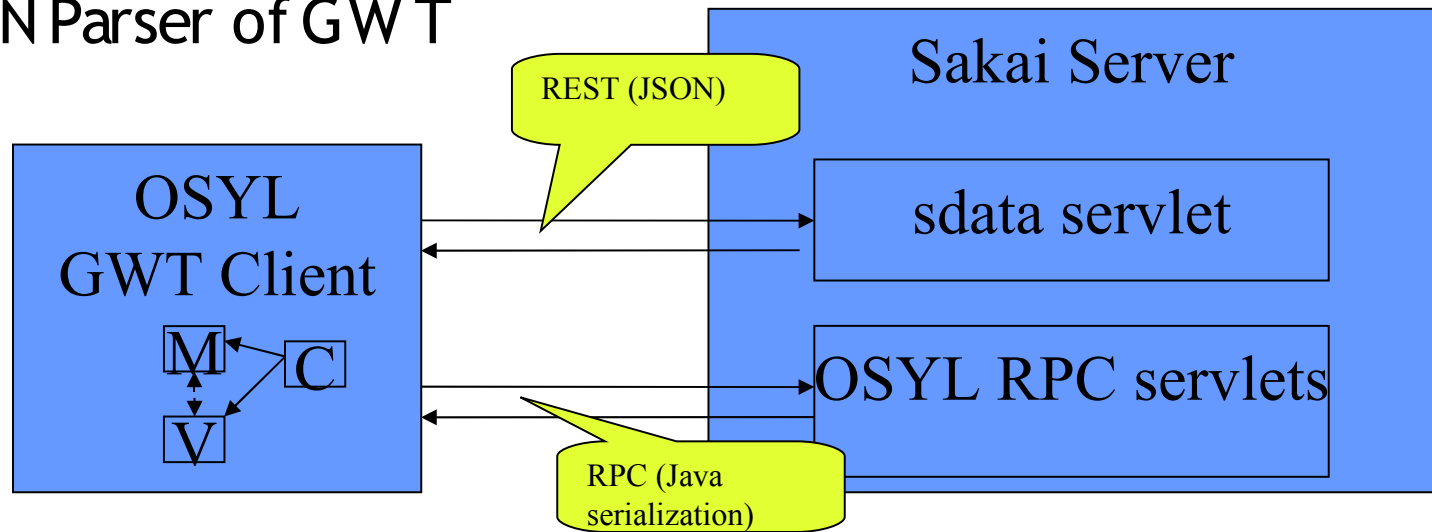 N Parser of GWT
Sakai Server
REST (JSON)
OSYL
GWT Client
sdata servlet
M
C
V
OSYL RPC servlets
RPC (Java
serialization)